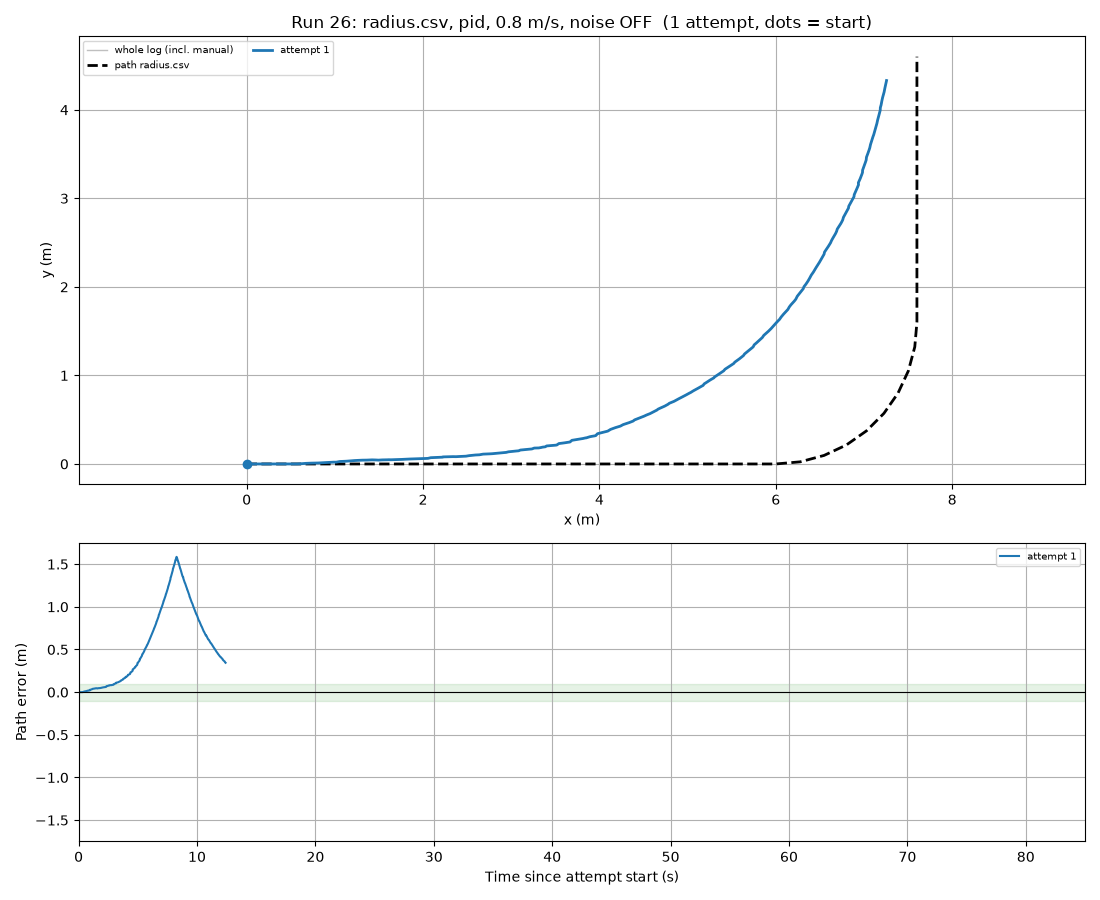 Run 26: radius.csv, pid, 0.8 m/s, noise OFF  (1 attempt, dots = start)
whole log (incl. manual)
path radius.csv
attempt 1
y (m)
4
3
2
1
0
0
2
4
6
8
x (m)
attempt 1
Path error (m)
1.5
1.0
0.5
0.0
−0.5
−1.0
−1.5
0
10
20
30
40
50
60
70
80
Time since attempt start (s)